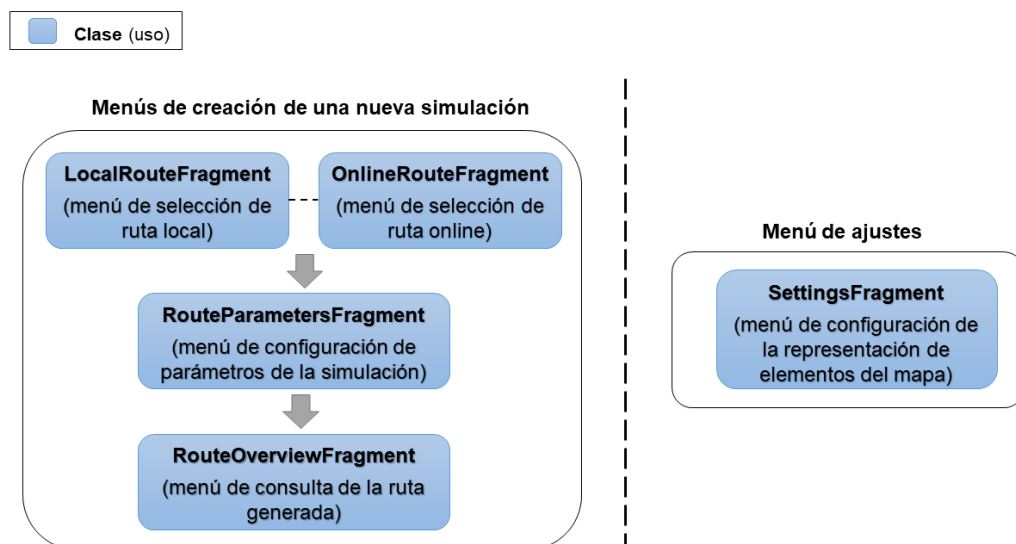 Clase (uso)
Menús de creación de una nueva simulación
LocalRouteFragment
(menú de selección de
ruta local)
OnlineRouteFragment
(menú de selección de
ruta online)
RouteParametersFragment
(menú de configuración de
parámetros de la simulación)
RouteOverviewFragment
(menú de consulta de la ruta
generada)
Menú de ajustes
SettingsFragment
(menú de configuración de
la representación de
elementos del mapa)